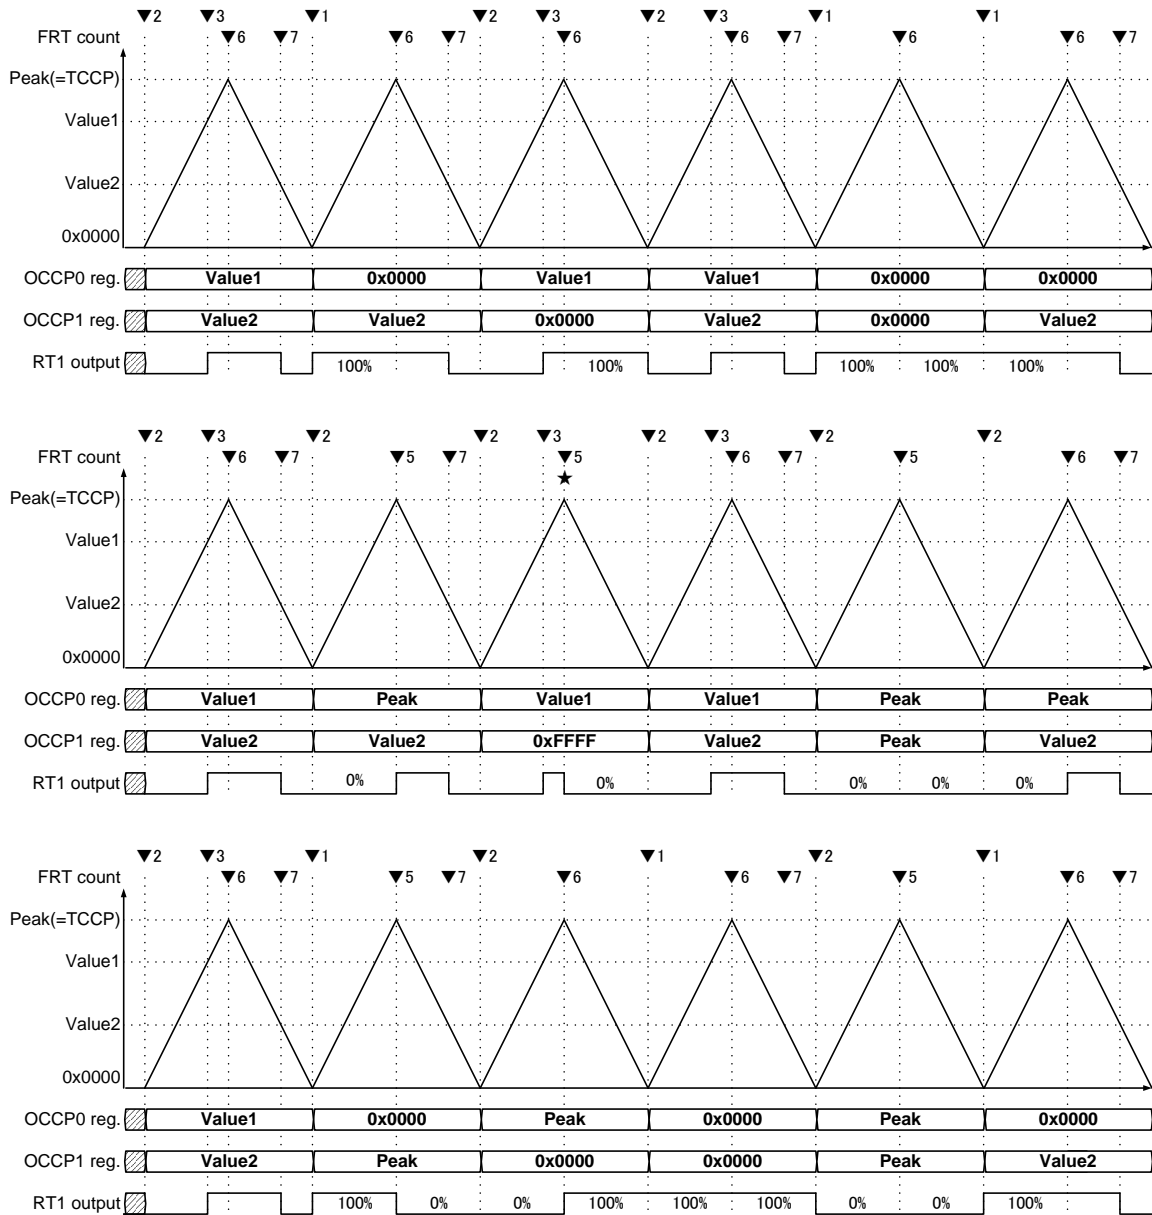 ▼2 ▼3 ▼1 ▼2 ▼3 ▼2 ▼3 ▼1 ▼1
FRT count ▼6 ▼7 ▼6 ▼7 ▼6 ▼6 ▼7 ▼6 ▼6 ▼7
Peak(=TCCP)
Value1
Value2
0x0000
OCCP0 reg. Value1 0x0000 Value1 Value1 0x0000 0x0000
OCCP1 reg. Value2 Value2 0x0000 Value2 0x0000 Value2
RT1 output 100% 100% 100% 100% 100%
▼2 ▼3 ▼2 ▼2 ▼3 ▼2 ▼3 ▼2 ▼2
FRT count ▼6 ▼7 ▼5 ▼7 ▼5 ▼6 ▼7 ▼5 ▼6 ▼7
★
Peak(=TCCP)
Value1
Value2
0x0000
OCCP0 reg. Value1 Peak Value1 Value1 Peak Peak
OCCP1 reg. Value2 Value2 0xFFFF Value2 Peak Value2
RT1 output 0% 0% 0% 0% 0%
▼2 ▼3 ▼1 ▼2 ▼1 ▼2 ▼1
FRT count ▼6 ▼7 ▼5 ▼7 ▼6 ▼6 ▼7 ▼5 ▼6 ▼7
Peak(=TCCP)
Value1
Value2
0x0000
OCCP0 reg. Value1 0x0000 Peak 0x0000 Peak 0x0000
OCCP1 reg. Value2 Peak 0x0000 0x0000 Peak Value2
RT1 output 100% 0% 0% 100% 100% 100% 0% 0% 100%